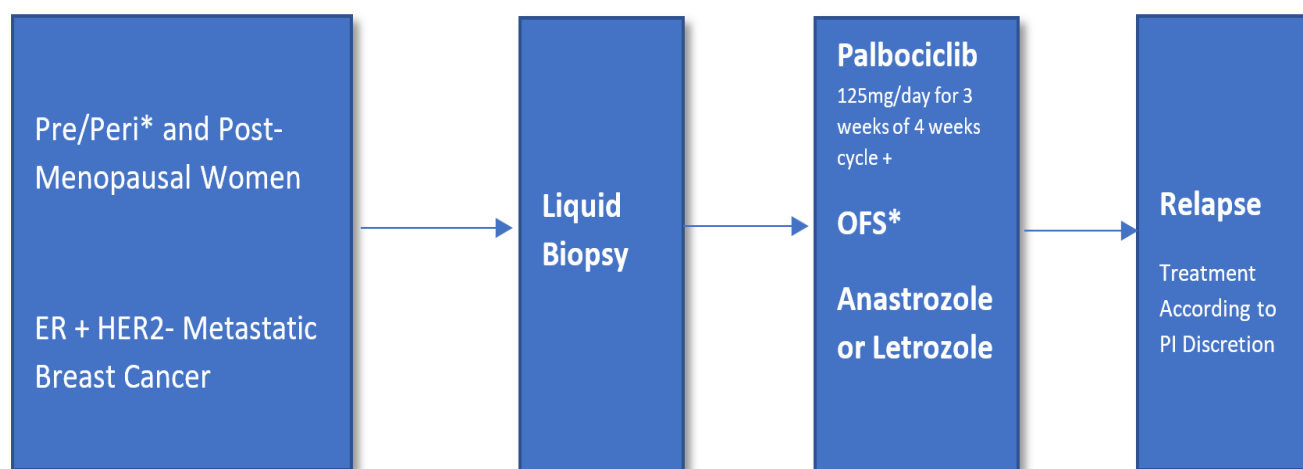 Pre/Peri* and Post-
Menopausal Women
ER + HER2- Metastatic
Breast Cancer
Liquid
Biopsy
Palbociclib
125mg/day for 3
weeks of 4 weeks
cycle +
OFS*
Anastrozole
or Letrozole
Relapse
Treatment
According to
PI Discretion